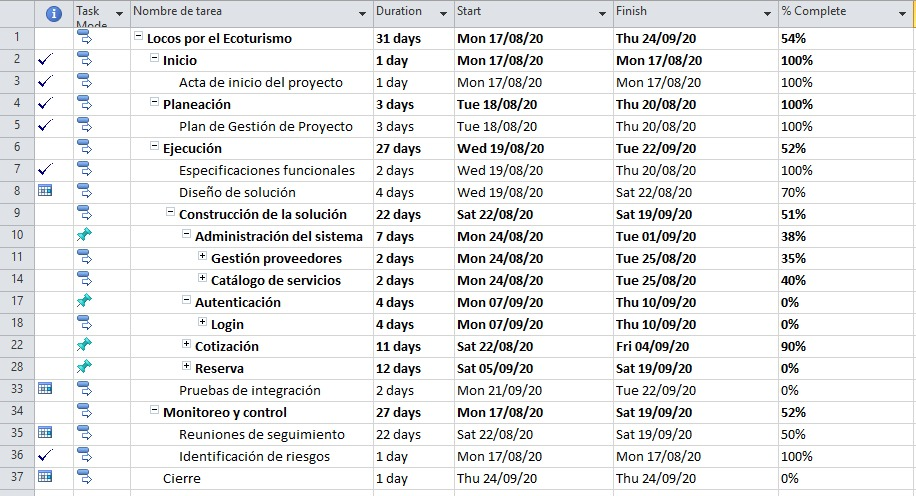 Task Mode Nombre de tarea Duration Start Finish % Complete
1 Locos por el Ecoturismo 31 days Mon 17/08/20 Thu 24/09/20 54%
2 Inicio 1 day Mon 17/08/20 Mon 17/08/20 100%
3 Acta de inicio del proyecto 1 day Mon 17/08/20 Mon 17/08/20 100%
4 Planeación 3 days Tue 18/08/20 Thu 20/08/20 100%
5 Plan de Gestión de Proyecto 3 days Tue 18/08/20 Thu 20/08/20 100%
6 Ejecución 27 days Wed 19/08/20 Tue 22/09/20 52%
7 Especificaciones funcionales 2 days Wed 19/08/20 Thu 20/08/20 100%
8 Diseño de solución 4 days Wed 19/08/20 Sat 22/08/20 70%
9 Construcción de la solución 22 days Sat 22/08/20 Sat 19/09/20 51%
10 Administración del sistema 7 days Mon 24/08/20 Tue 01/09/20 38%
11 Gestión proveedores 2 days Mon 24/08/20 Tue 25/08/20 35%
14 Catálogo de servicios 2 days Mon 24/08/20 Tue 25/08/20 40%
17 Autenticación 4 days Mon 07/09/20 Thu 10/09/20 0%
18 Login 4 days Mon 07/09/20 Thu 10/09/20 0%
22 Cotización 11 days Sat 22/08/20 Fri 04/09/20 90%
28 Reserva 12 days Sat 05/09/20 Sat 19/09/20 0%
33 Pruebas de integración 2 days Mon 21/09/20 Tue 22/09/20 0%
34 Monitoreo y control 27 days Mon 17/08/20 Sat 19/09/20 52%
35 Reuniones de seguimiento 22 days Sat 22/08/20 Sat 19/09/20 50%
36 Identificación de riesgos 1 day Mon 17/08/20 Mon 17/08/20 100%
37 Cierre 1 day Thu 24/09/20 Thu 24/09/20 0%